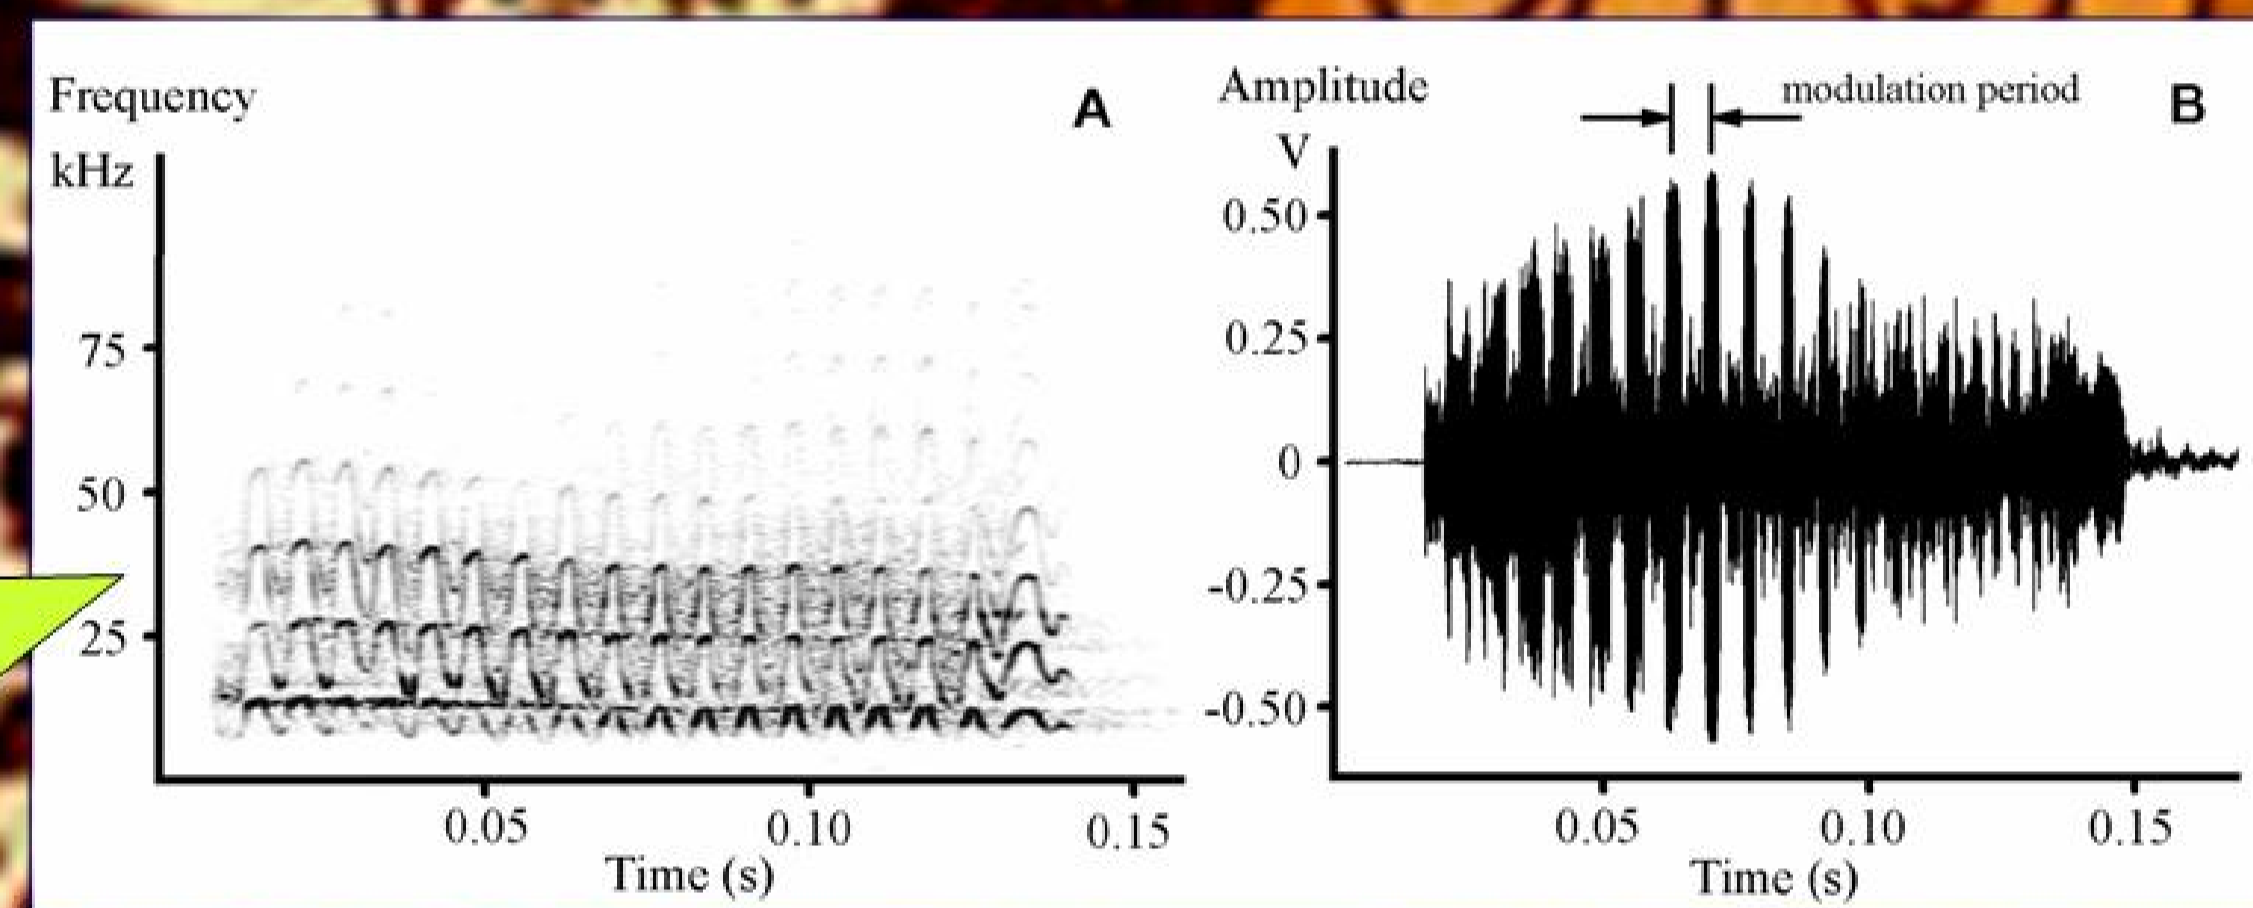 Frequency
kHz
A
75
50
25
0.05 0.10 0.15
Time (s)
Amplitude
V
modulation period
B
0.50
0.25
0
-0.25
-0.50
0.05 0.10 0.15
Time (s)